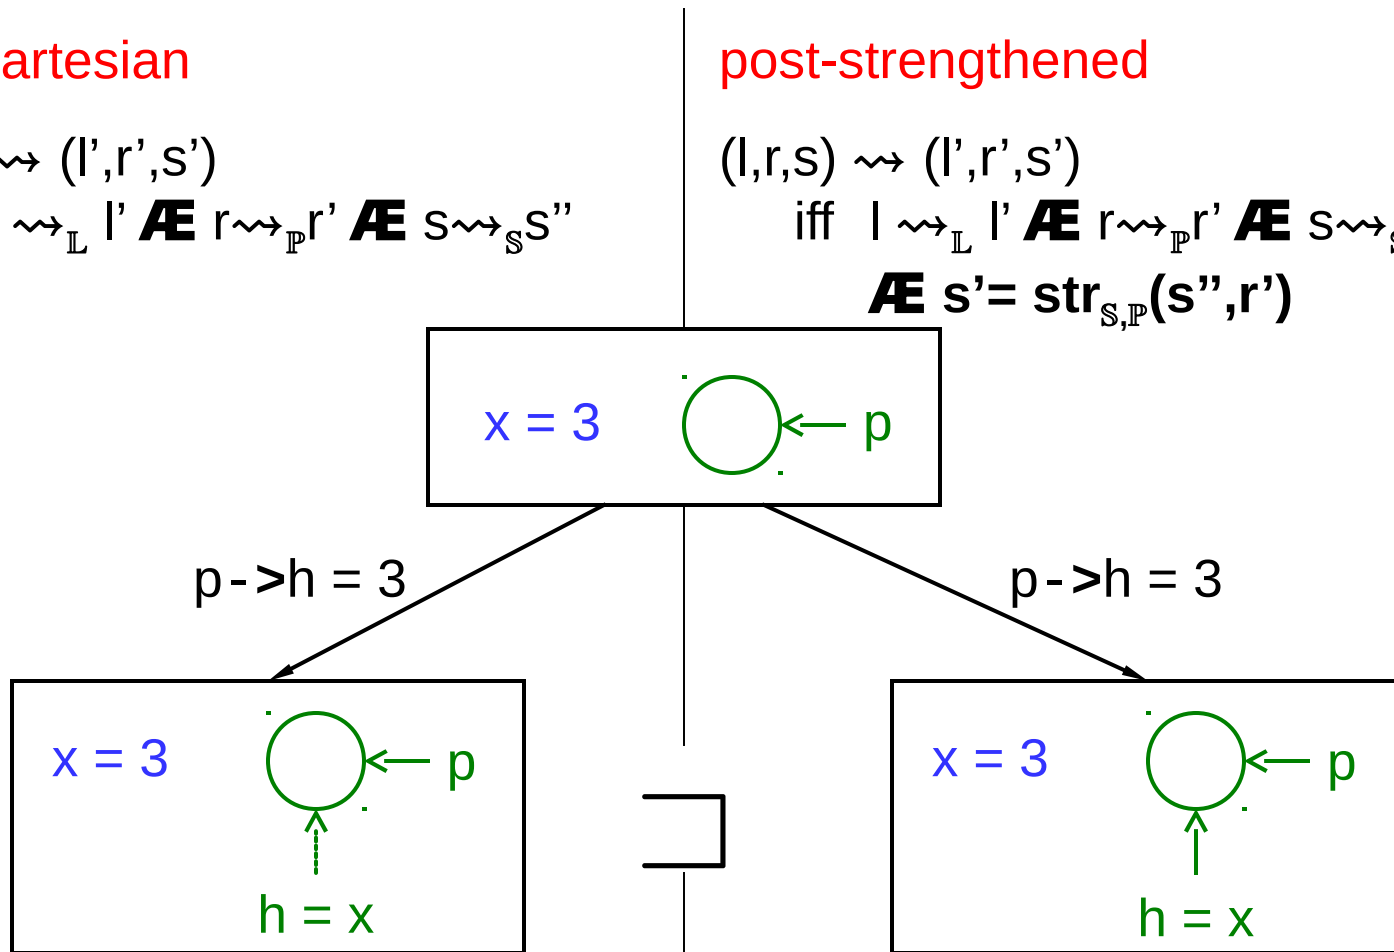 artesian
⇝ (l’,r’,s’)
⇝𝕃 l’ Æ r⇝ℙr’ Æ s⇝𝕊s’’
post-strengthened
(l,r,s) ⇝ (l’,r’,s’)
iff l ⇝𝕃 l’ Æ r⇝ℙr’ Æ s⇝𝕊
Æ s’= str𝕊,ℙ(s’’,r’)
x = 3 p
p->h = 3
p->h = 3
x = 3 p
h = x
x = 3 p
h = x